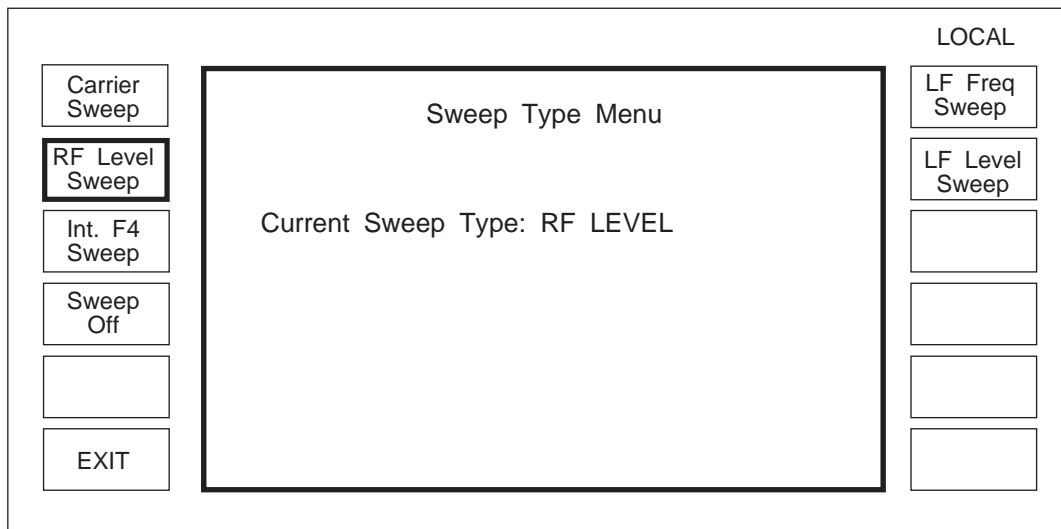 LOCAL
Carrier
Sweep
RF Level
Sweep
Int. F4
Sweep
Sweep
Off
EXIT
Sweep Type Menu
Current Sweep Type: RF LEVEL
LF Freq
Sweep
LF Level
Sweep